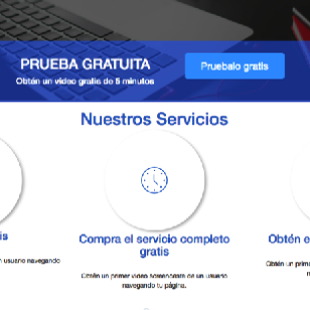 PRUEBA GRATUITA
Obtén un video gratis de 5 minutos
Pruebalo gratis
Nuestros Servicios
is
n usuario navegando
Compra el servicio completo
gratis
Obtén un primer video screenshare de un usuario
navegando tu página.
Obtén e
Obtén un prim